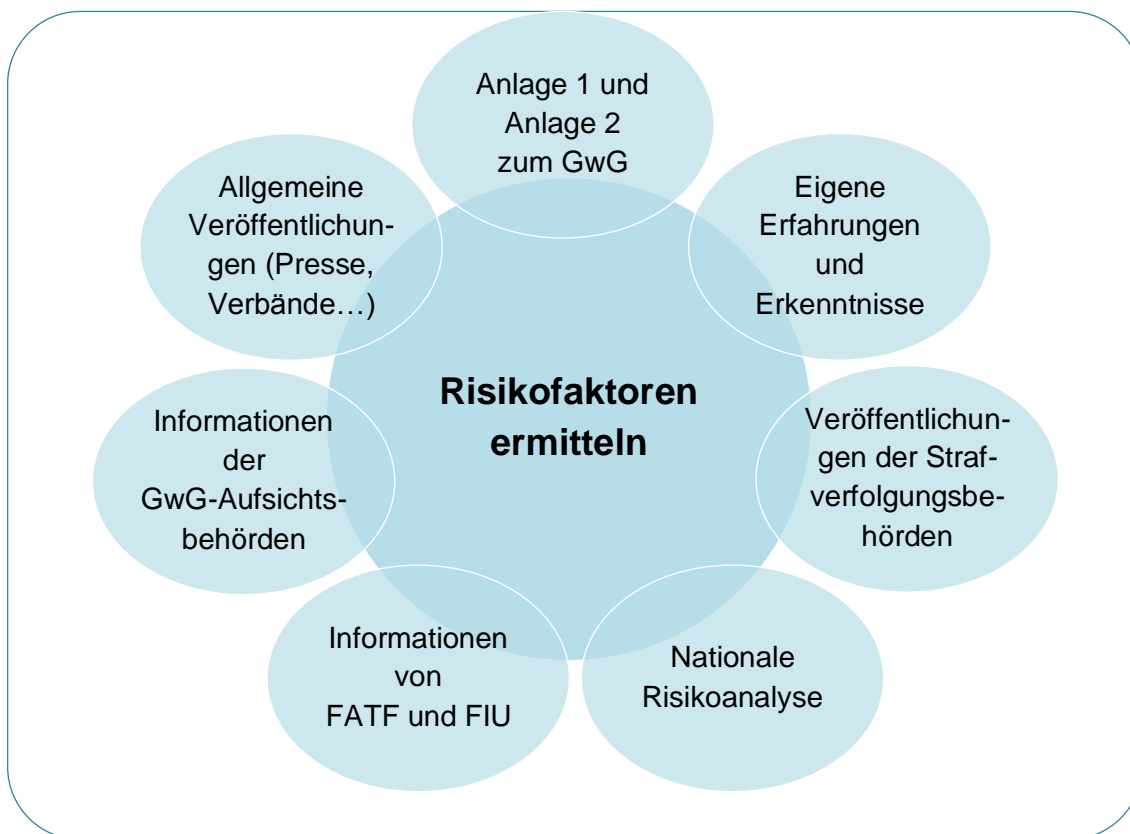 Anlage 1 und
Anlage 2
zum GwG
Eigene
Erfahrungen
und
Erkenntnisse
Veröffentlichun-
gen der Straf-
verfolgungsbe-
hörden
Nationale
Risikoanalyse
Informationen
von
FATF und FIU
Informationen
der
GwG-Aufsichts-
behörden
Allgemeine
Veröffentlichun-
gen (Presse,
Verbände…)
Risikofaktoren
ermitteln